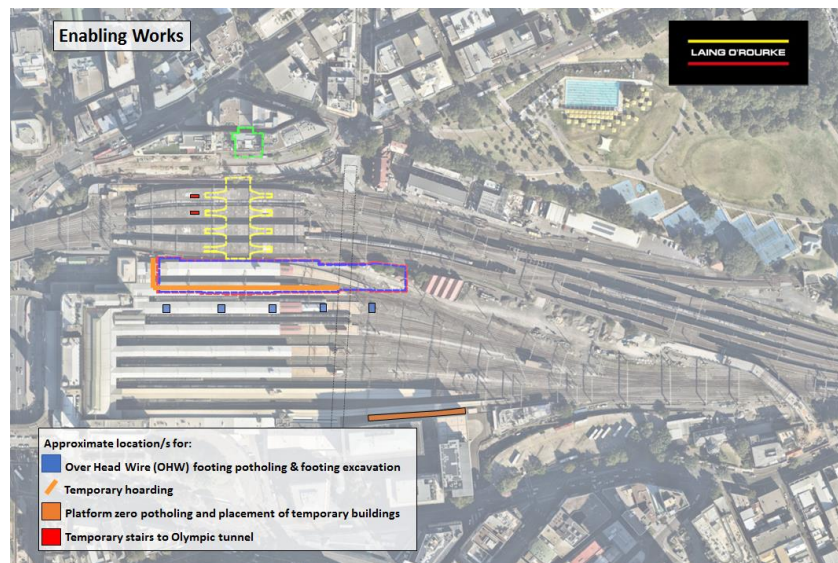 Enabling Works
LAING O'ROURKE
Approximate location/s for:
Over Head Wire (OHW) footing potholing & footing excavation
Temporary hoarding
Platform zero potholing and placement of temporary buildings
Temporary stairs to Olympic tunnel